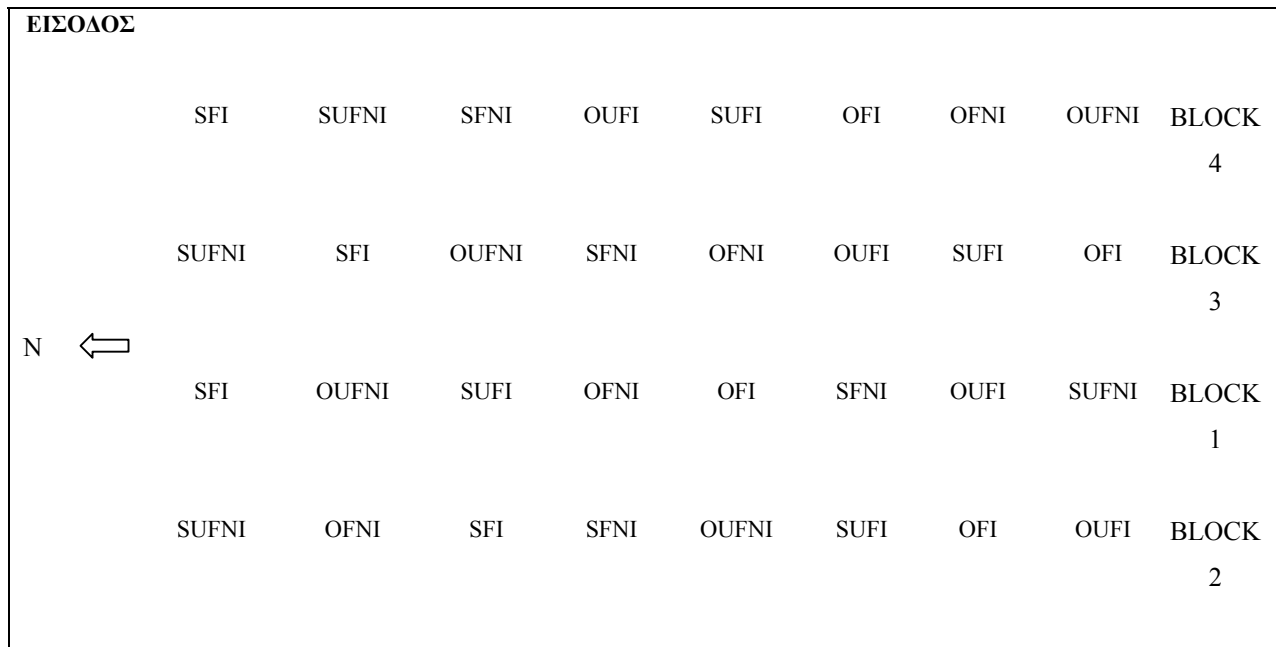 ΕΙΣΟΔΟΣ
SFI SUFNI SFNI OUFI SUFI OFI OFNI OUFNI BLOCK
4
SUFNI SFI OUFNI SFNI OFNI OUFI SUFI OFI BLOCK
3
N
SFI OUFNI SUFI OFNI OFI SFNI OUFI SUFNI BLOCK
1
SUFNI OFNI SFI SFNI OUFNI SUFI OFI OUFI BLOCK
2